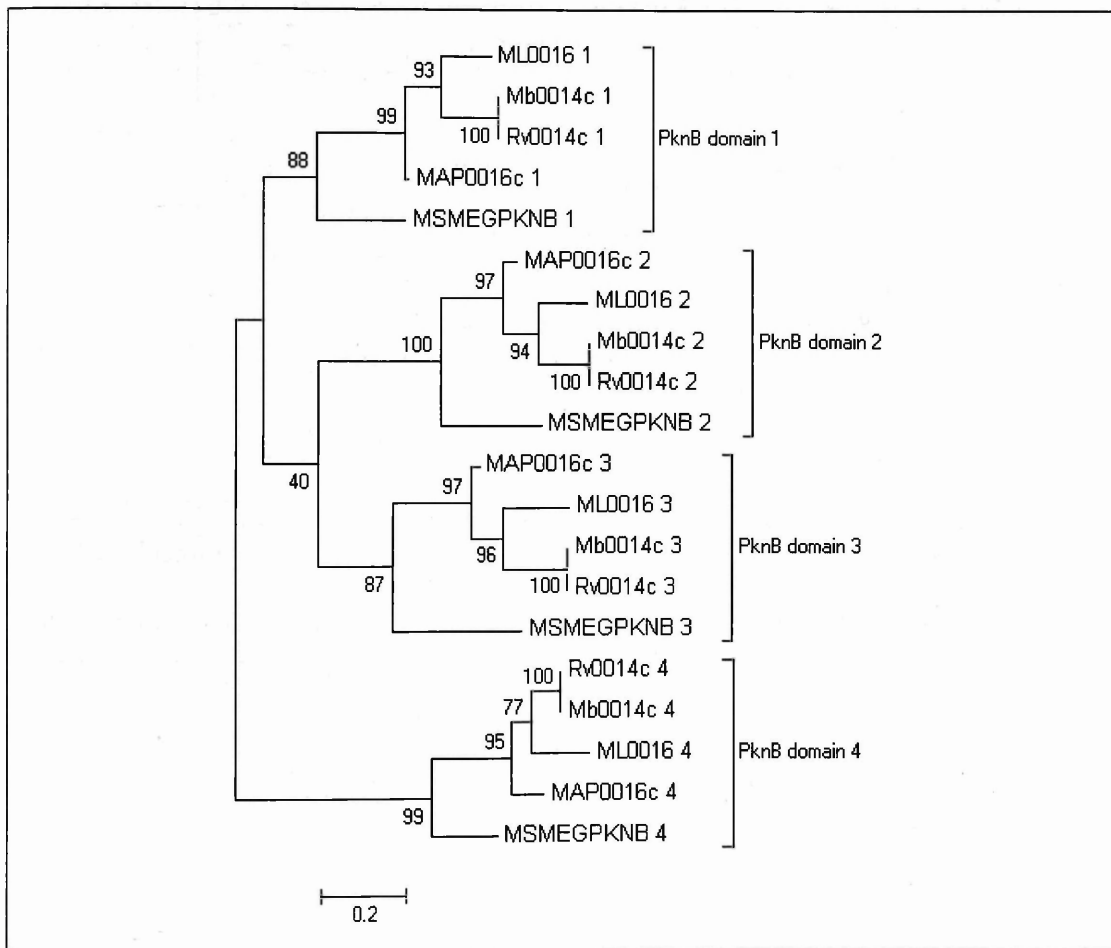 ML0016 1
93
Mb0014c 1
99
100
Rv0014c 1
PknB domain 1
88
MAP0016c 1
MSMEGPKNB 1
MAP0016c 2
97
ML0016 2
100
94
Mb0014c 2
PknB domain 2
100
Rv0014c 2
MSMEGPKNB 2
40
MAP0016c 3
97
ML0016 3
96
Mb0014c 3
PknB domain 3
87
100
Rv0014c 3
MSMEGPKNB 3
100
Rv0014c 4
77
Mb0014c 4
95
ML0016 4
PknB domain 4
MAP0016c 4
99
MSMEGPKNB 4
0.2